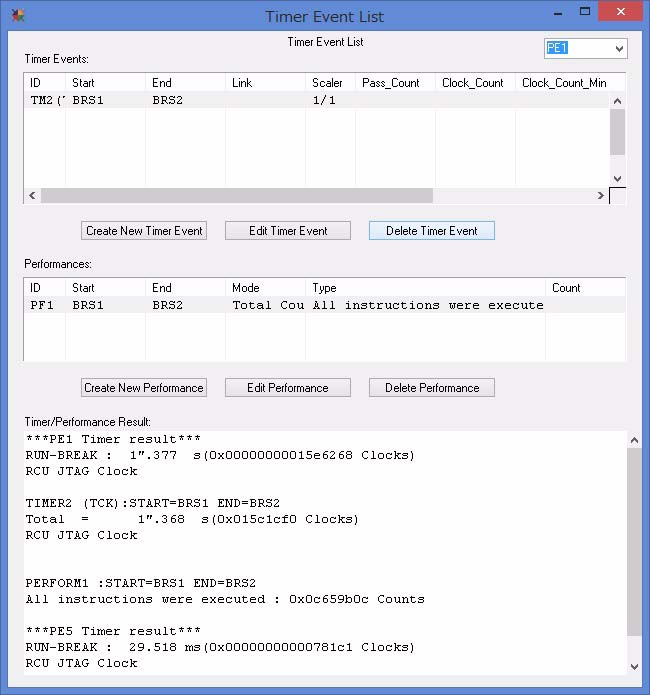 Timer Event List
Timer Event List
PE1
Timer Events:
ID Start End Link Scaler Pass_Count Clock_Count Clock_Count_Min
TM2(T BRS1 BRS2 1/1
Create New Timer Event Edit Timer Event Delete Timer Event
Performances:
ID Start End Mode Type Count
PF1 BRS1 BRS2 Total Cou All instructions were execute
Create New Performance Edit Performance Delete Performance
Timer/Performance Result:
***PE1 Timer result***
RUN-BREAK :  1".377  s(0x00000000015e6268 Clocks)
RCU JTAG Clock
TIMER2 (TCK):START=BRS1 END=BRS2
Total  =      1".368  s(0x015c1cf0 Clocks)
RCU JTAG Clock
PERFORM1 :START=BRS1 END=BRS2
All instructions were executed : 0x0c659b0c Counts
***PE5 Timer result***
RUN-BREAK :  29.518 ms(0x00000000000781c1 Clocks)
RCU JTAG Clock